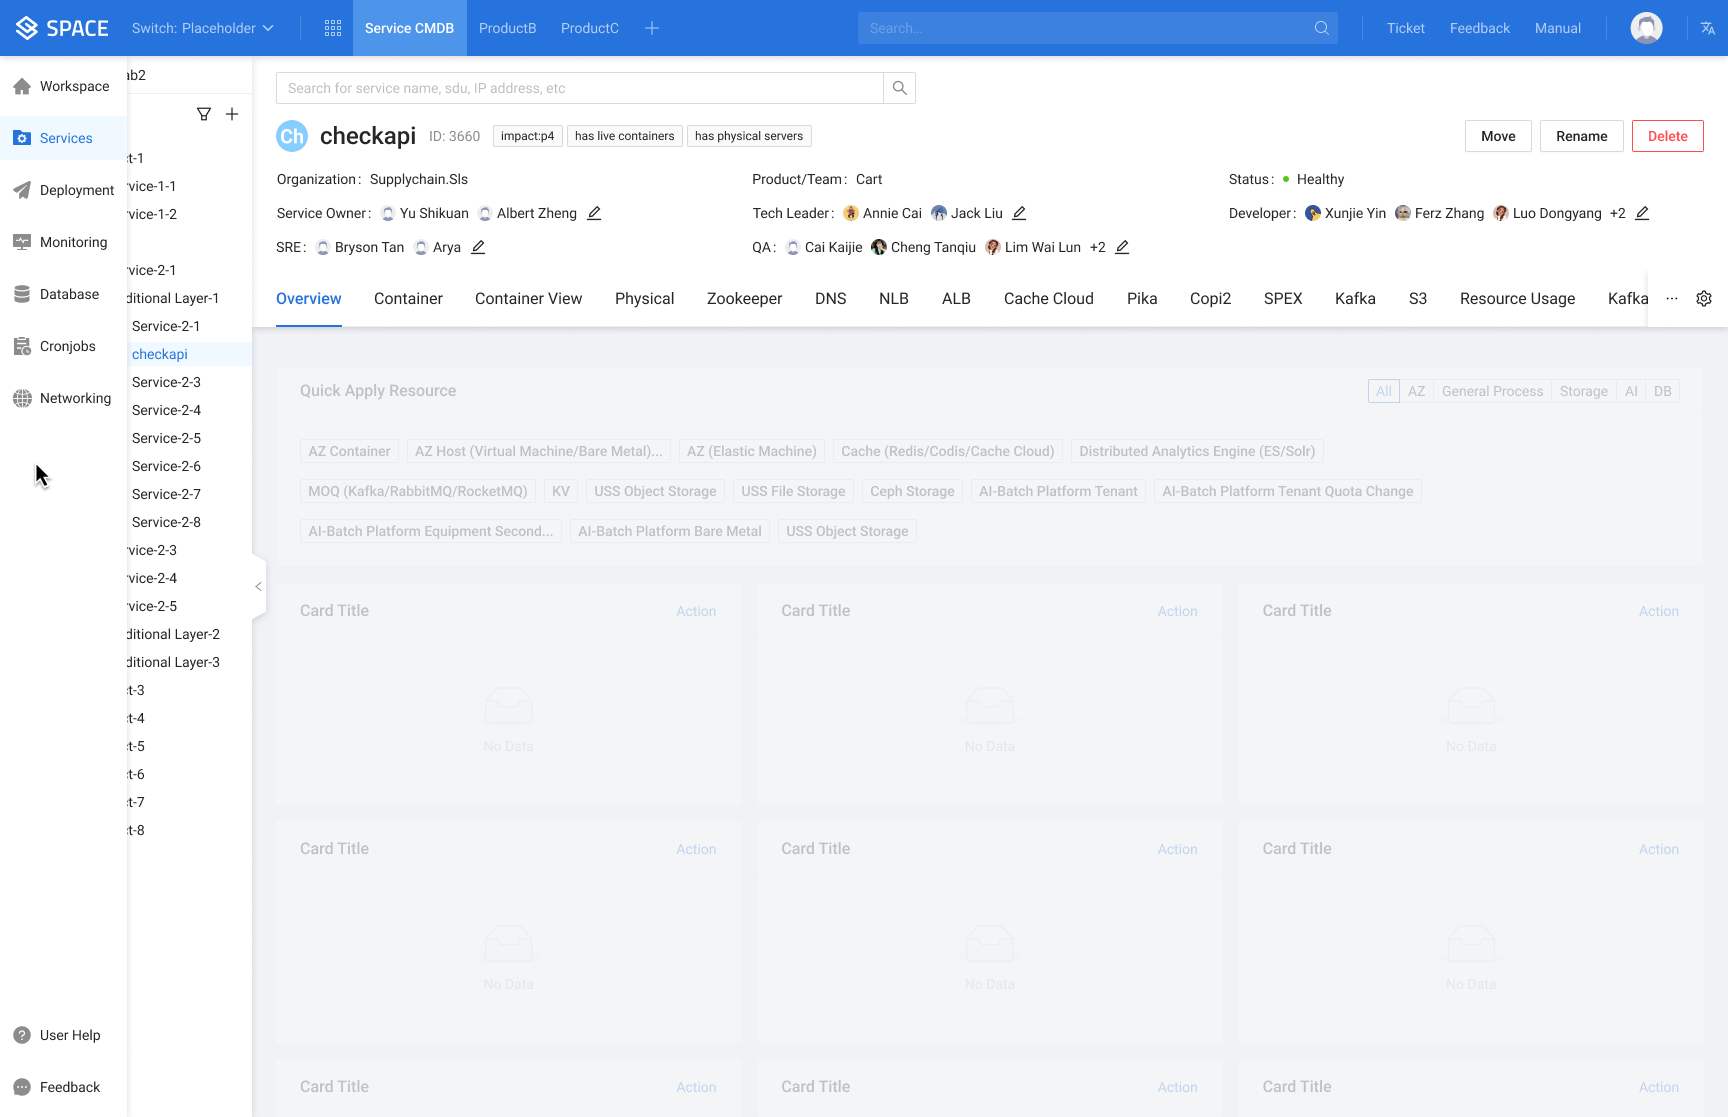 SPACE
Switch: Placeholder
Service CMDB
ProductB
ProductC
Search...
Ticket
Feedback
Manual
Workspace
Services
Deployment
Monitoring
Database
Cronjobs
Networking
User Help
Feedback
ab2
ct-1
rvice-1-1
rvice-1-2
rvice-2-1
ditional Layer-1
Service-2-1
checkapi
Service-2-3
Service-2-4
Service-2-5
Service-2-6
Service-2-7
Service-2-8
rvice-2-3
rvice-2-4
rvice-2-5
ditional Layer-2
ditional Layer-3
ct-3
ct-4
ct-5
ct-6
ct-7
ct-8
Search for service name, sdu, IP address, etc
Ch checkapi ID: 3660 impact:p4 has live containers has physical servers
Move Rename Delete
Organization: Supplychain.Sls Product/Team: Cart Status: Healthy
Service Owner: Yu Shikuan Albert Zheng Tech Leader: Annie Cai Jack Liu Developer: Xunjie Yin Ferz Zhang Luo Dongyang +2
SRE: Bryson Tan Arya QA: Cai Kaijie Cheng Tanqiu Lim Wai Lun +2
Overview Container Container View Physical Zookeeper DNS NLB ALB Cache Cloud Pika Copi2 SPEX Kafka S3 Resource Usage Kafka ...
Quick Apply Resource All AZ General Process Storage AI DB
AZ Container AZ Host (Virtual Machine/Bare Metal)... AZ (Elastic Machine) Cache (Redis/Codis/Cache Cloud) Distributed Analytics Engine (ES/Solr)
MOQ (Kafka/RabbitMQ/RocketMQ) KV USS Object Storage USS File Storage Ceph Storage AI-Batch Platform Tenant AI-Batch Platform Tenant Quota Change
AI-Batch Platform Equipment Second... AI-Batch Platform Bare Metal USS Object Storage
Card Title Action Card Title Action Card Title Action
No Data No Data No Data
Card Title Action Card Title Action Card Title Action
No Data No Data No Data
Card Title Action Card Title Action Card Title Action